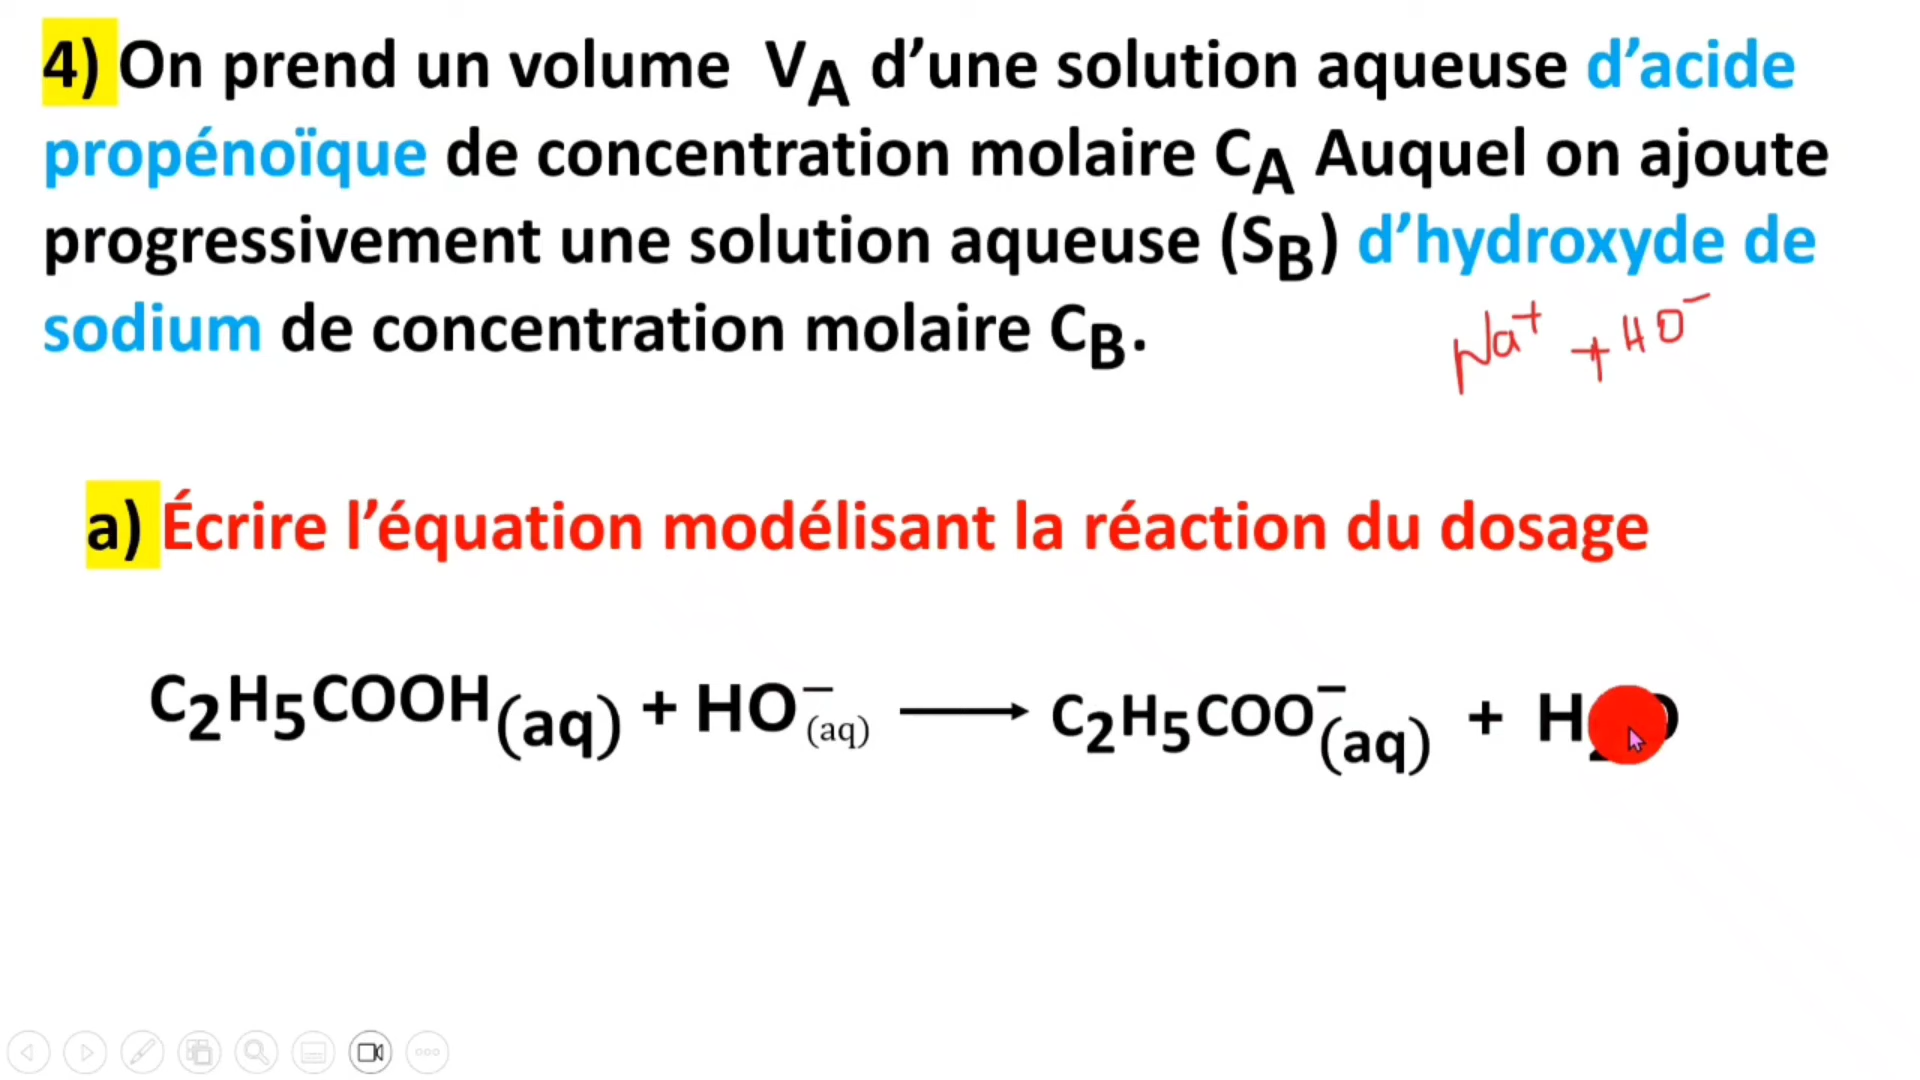 4) On prend un volume V_A d’une solution aqueuse d’acide
propénoïque de concentration molaire C_A Auquel on ajoute
progressivement une solution aqueuse (S_B) d’hydroxyde de
sodium de concentration molaire C_B.
Na⁺ + HO⁻
a) Écrire l’équation modélisant la réaction du dosage
C₂H₅COOH(aq) + HO⁻(aq) ⟶ C₂H₅COO⁻(aq) + H₂O